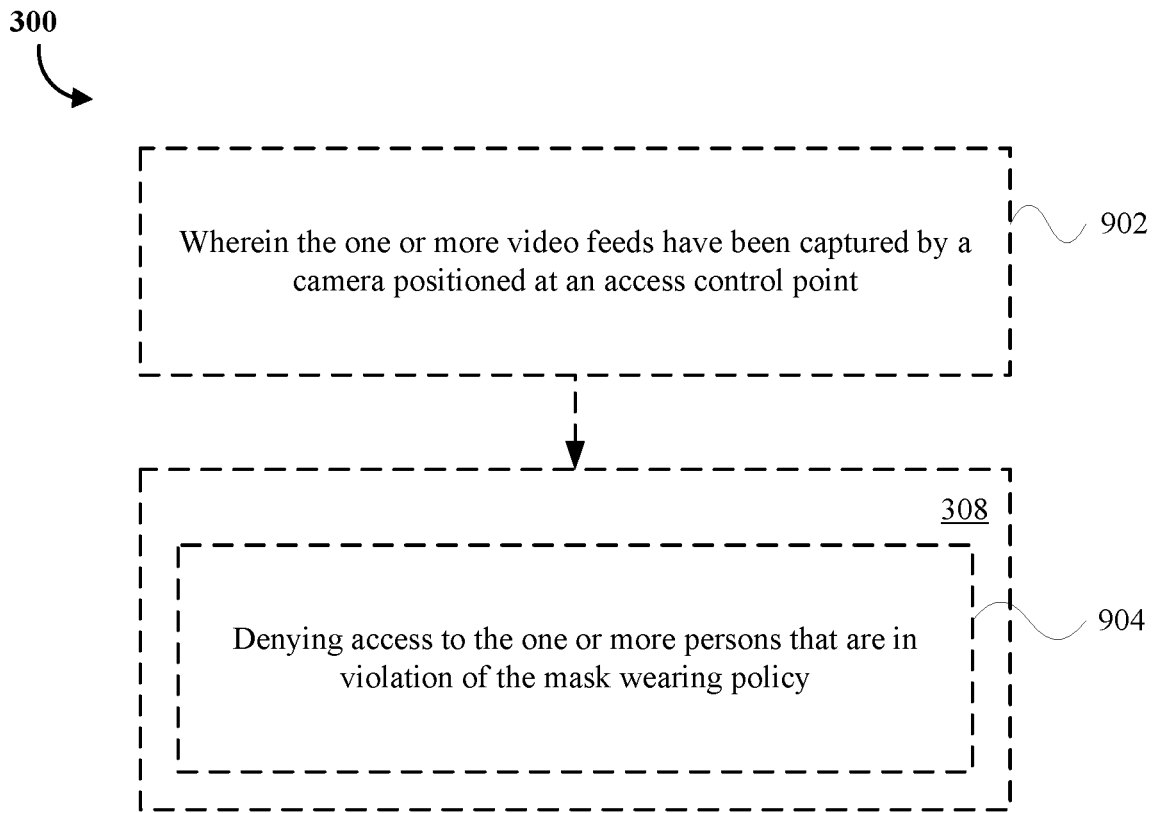 300
Wherein the one or more video feeds have been captured by a
camera positioned at an access control point
902
308
Denying access to the one or more persons that are in
violation of the mask wearing policy
904